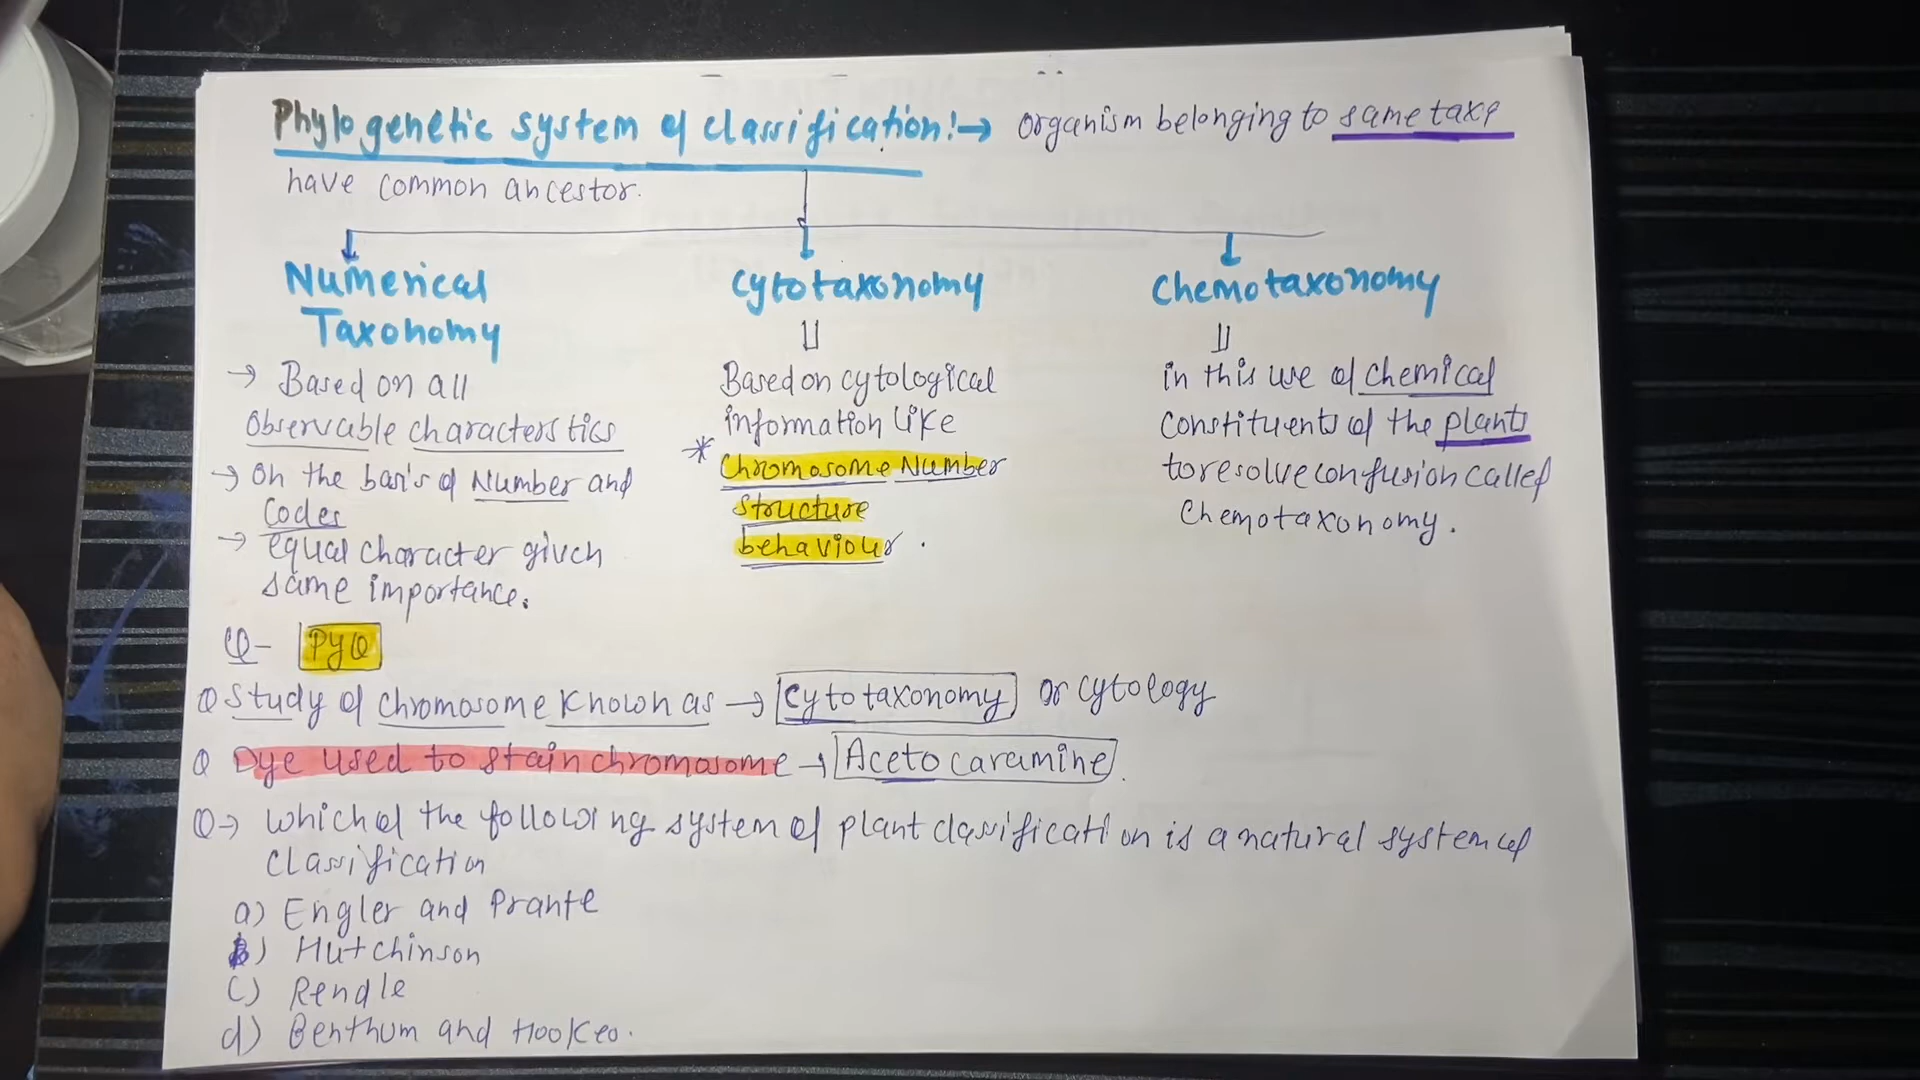 Phylogenetic system of classification:→ organism belonging to same taxa
have common ancestor.
Numerical
Taxonomy
→ Based on all
Observable characterstics
→ On the basis of Number and
Codes
→ equal character given
same importance.
Cytotaxonomy
Based on cytological
information like
* Chromosome Number
Structure
behaviour.
Chemotaxonomy
in this use of chemical
constituents of the plants
to resolve confusion called
Chemotaxonomy.
Q- PYQ
Q Study of chromosome known as → Cytotaxonomy or cytology
Q Dye used to stain chromosome → Aceto caramine.
Q→ which of the following system of plant classification is a natural system of
Classification
a) Engler and Prante
b) Hutchinson
c) Rendle
d) Benthum and Hookeo.